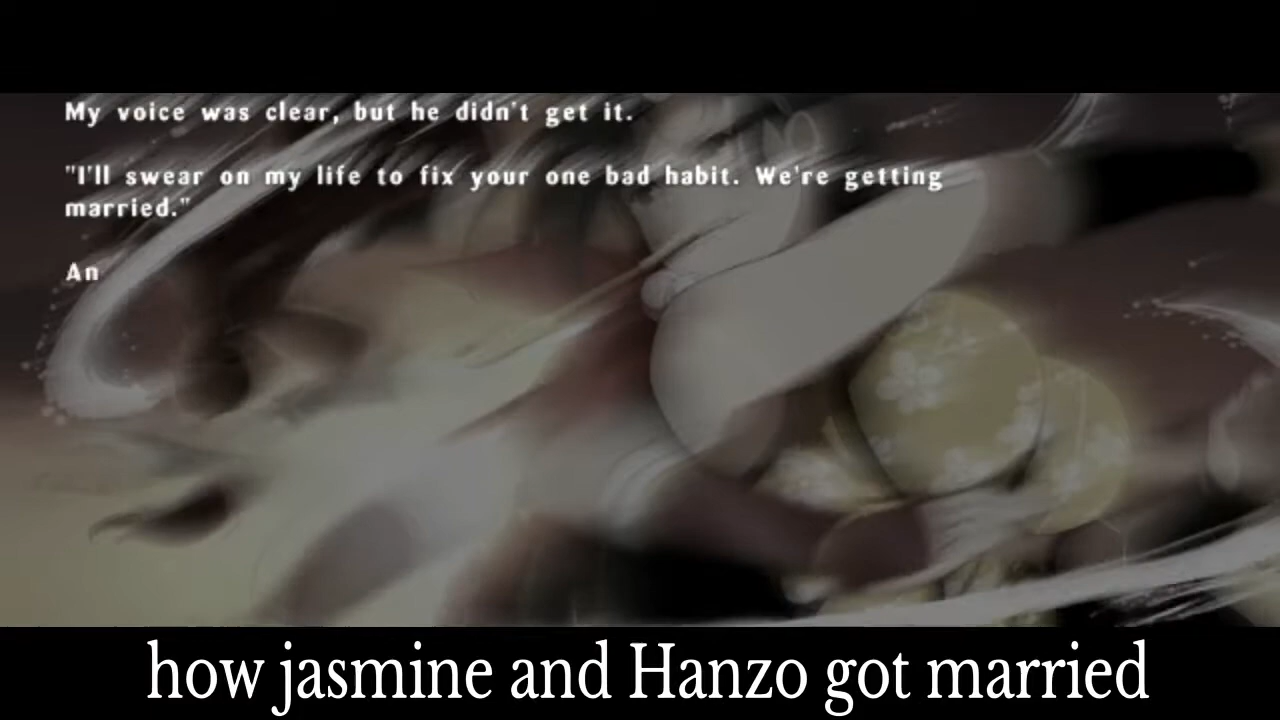 My voice was clear, but he didn't get it.
"I'll swear on my life to fix your one bad habit. We're getting
married."
An
how jasmine and Hanzo got married